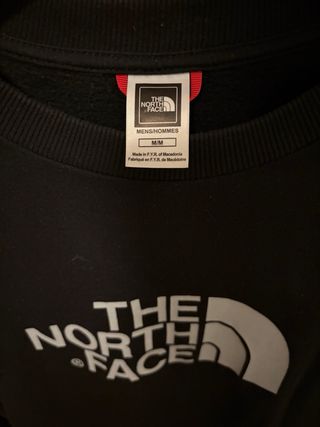 THE
NORTH
FACE
MENS/HOMMES
M/M
Made in F.Y.R. of Macedonia
Fabriqué en F.Y.R. de Macédoine
THE
NORTH
® FACE